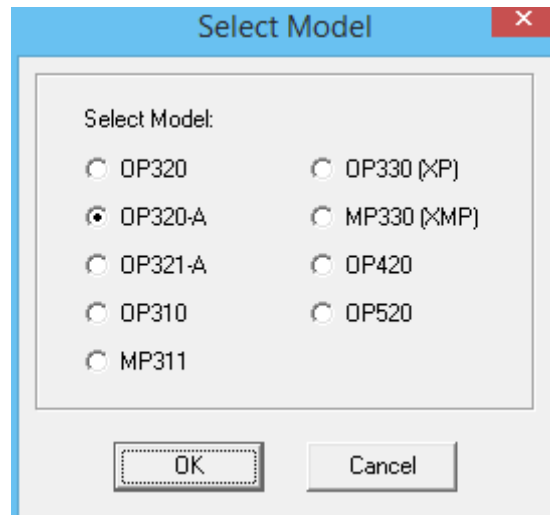 Select Model
Select Model:
OP320
OP330 (XP)
OP320-A
MP330 (XMP)
OP321-A
OP420
OP310
OP520
MP311
OK
Cancel